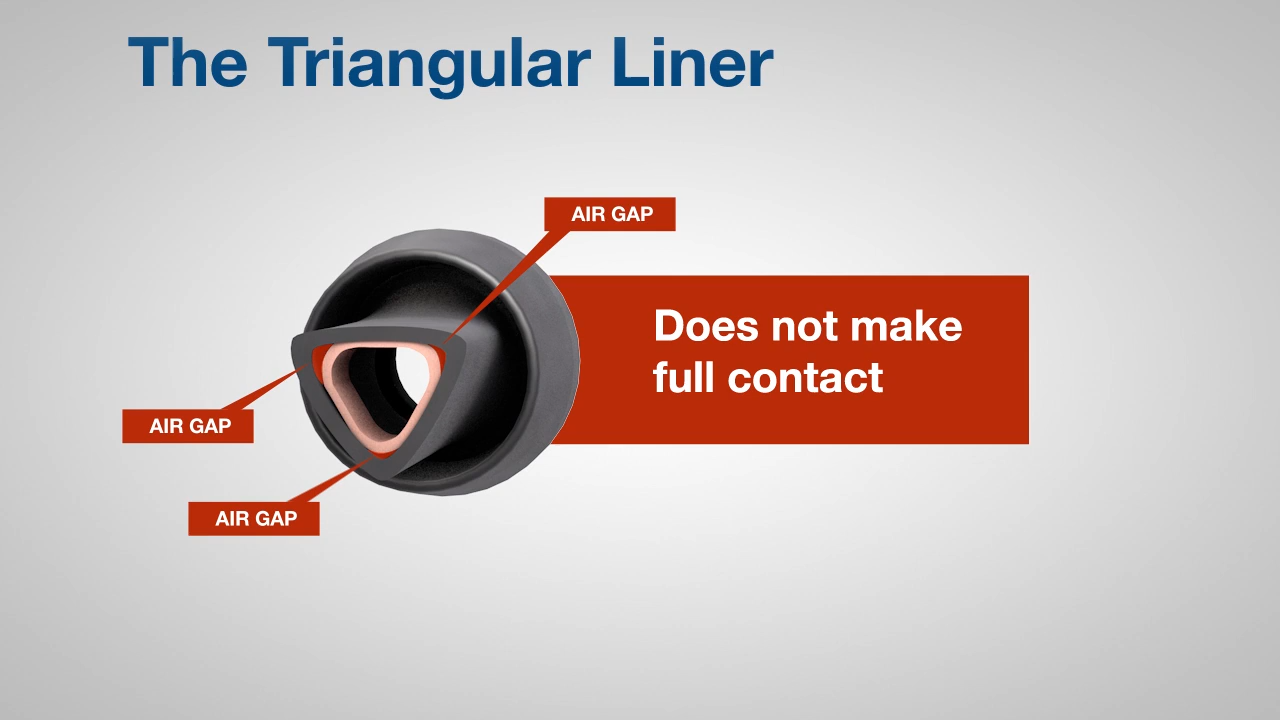 The Triangular Liner
AIR GAP
Does not make
full contact
AIR GAP
AIR GAP